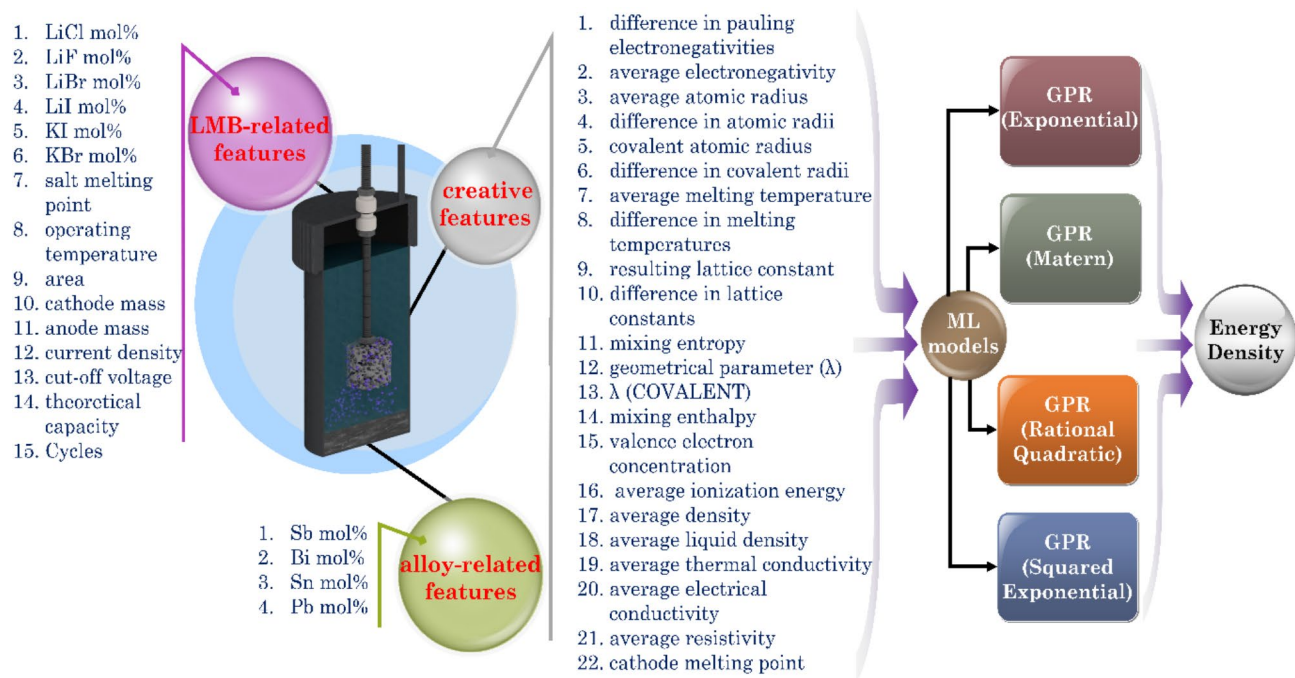 1. LiCl mol%
2. LiF mol%
3. LiBr mol%
4. LiI mol%
5. KI mol%
6. KBr mol%
7. salt melting
point
8. operating
temperature
9. area
10. cathode mass
11. anode mass
12. current density
13. cut-off voltage
14. theoretical
capacity
15. Cycles
LMB-related
features
creative
features
1. Sb mol%
2. Bi mol%
3. Sn mol%
4. Pb mol%
alloy-related
features
1. difference in pauling
electronegativities
2. average electronegativity
3. average atomic radius
4. difference in atomic radii
5. covalent atomic radius
6. difference in covalent radii
7. average melting temperature
8. difference in melting
temperatures
9. resulting lattice constant
10. difference in lattice
constants
11. mixing entropy
12. geometrical parameter (λ)
13. λ (COVALENT)
14. mixing enthalpy
15. valence electron
concentration
16. average ionization energy
17. average density
18. average liquid density
19. average thermal conductivity
20. average electrical
conductivity
21. average resistivity
22. cathode melting point
ML
models
GPR
(Exponential)
GPR
(Matern)
GPR
(Rational
Quadratic)
GPR
(Squared
Exponential)
Energy
Density